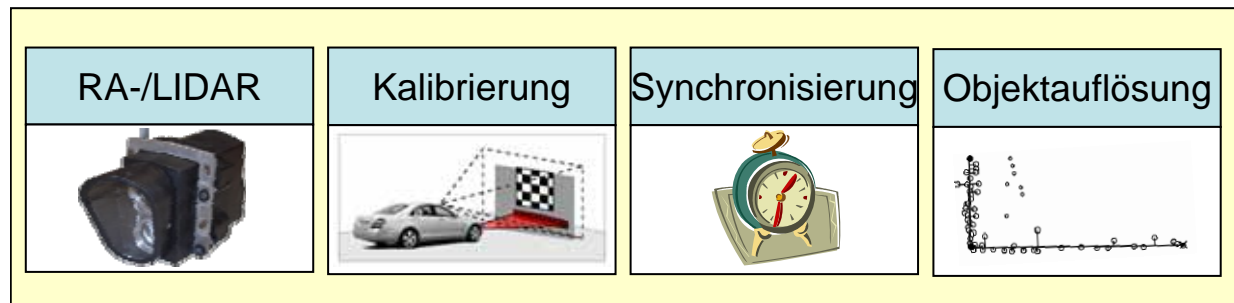 RA-/LIDAR
Kalibrierung
Synchronisierung
Objektauflösung